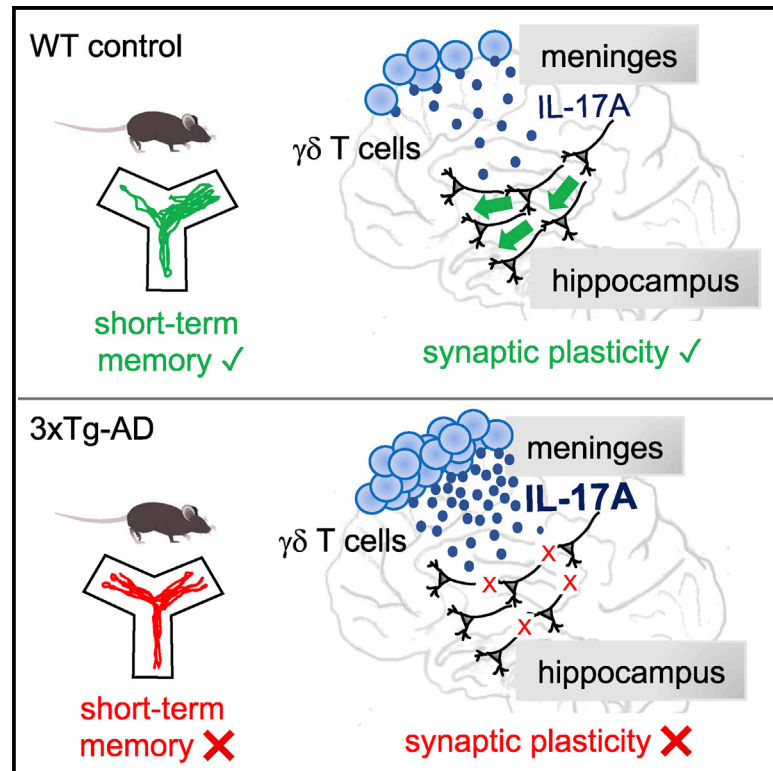 WT control
meninges
IL-17A
γδ T cells
hippocampus
short-term
memory ✓
synaptic plasticity ✓
3xTg-AD
meninges
IL-17A
γδ T cells
x
x
x
x
hippocampus
short-term
memory ✗
synaptic plasticity ✗